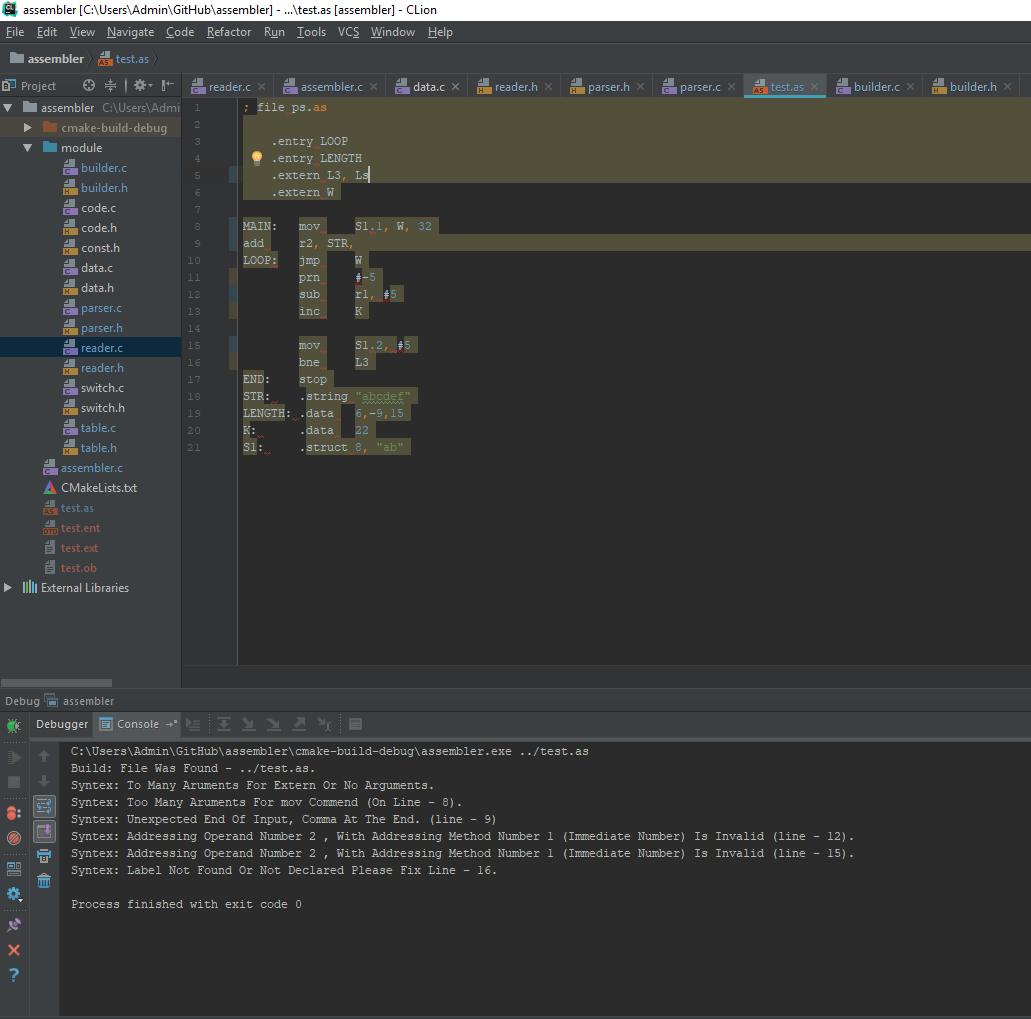 assembler [C:\Users\Admin\GitHub\assembler] - ...\test.as [assembler] - CLion
File Edit View Navigate Code Refactor Run Tools VCS Window Help
assembler test.as
Project
reader.c assembler.c data.c reader.h parser.h parser.c test.as builder.c builder.h
assembler C:\Users\Admi
cmake-build-debug
module
builder.c
builder.h
code.c
code.h
const.h
data.c
data.h
parser.c
parser.h
reader.c
reader.h
switch.c
switch.h
table.c
table.h
assembler.c
CMakeLists.txt
test.as
test.ent
test.ext
test.ob
External Libraries
1 ; file ps.as
2
3 .entry LOOP
4 .entry LENGTH
5 .extern L3, Ls
6 .extern W
7
8 MAIN: mov S1.1, W, 32
9 add r2, STR,
10 LOOP: jmp W
11 prn #-5
12 sub r1, #5
13 inc K
14
15 mov S1.2, #5
16 bne L3
17 END: stop
18 STR: .string "abcdef"
19 LENGTH: .data 6,-9,15
20 K: .data 22
21 S1: .struct 8, "ab"
Debug assembler
Debugger Console
C:\Users\Admin\GitHub\assembler\cmake-build-debug\assembler.exe ../test.as
Build: File Was Found - ../test.as.
Syntex: To Many Aruments For Extern Or No Arguments.
Syntex: Too Many Aruments For mov Commend (On Line - 8).
Syntex: Unexpected End Of Input, Comma At The End. (line - 9)
Syntex: Addressing Operand Number 2 , With Addressing Method Number 1 (Immediate Number) Is Invalid (line - 12).
Syntex: Addressing Operand Number 2 , With Addressing Method Number 1 (Immediate Number) Is Invalid (line - 15).
Syntex: Label Not Found Or Not Declared Please Fix Line - 16.
Process finished with exit code 0